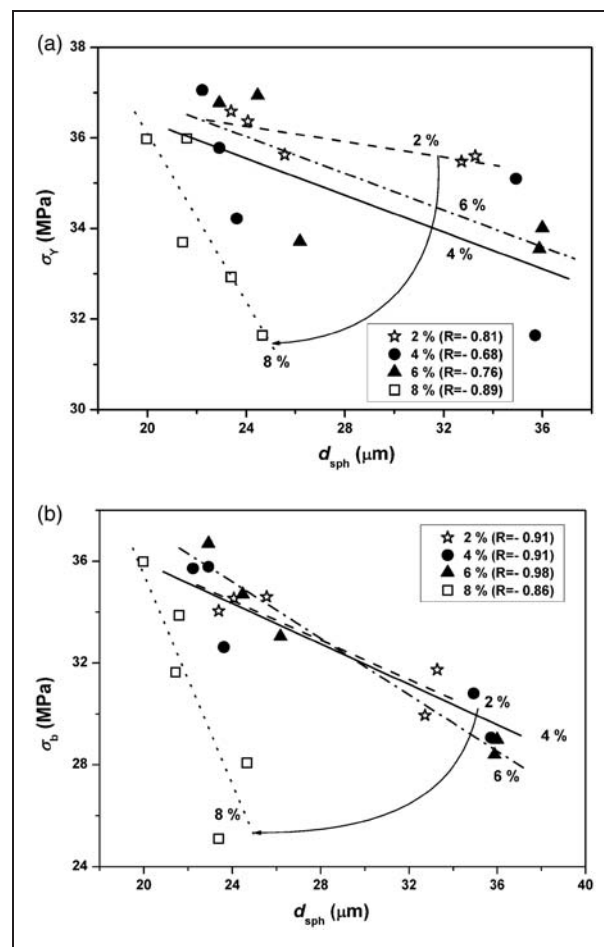 (a)
38
36
34
32
30
σY (MPa)
2 %
6 %
4 %
8 %
2 % (R=- 0.81)
4 % (R=- 0.68)
6 % (R=- 0.76)
8 % (R=- 0.89)
20 24 28 32 36
dsph (μm)
(b)
36
32
28
24
σb (MPa)
2 % (R=- 0.91)
4 % (R=- 0.91)
6 % (R=- 0.98)
8 % (R=- 0.86)
2 %
4 %
6 %
8 %
20 24 28 32 36 40
dsph (μm)